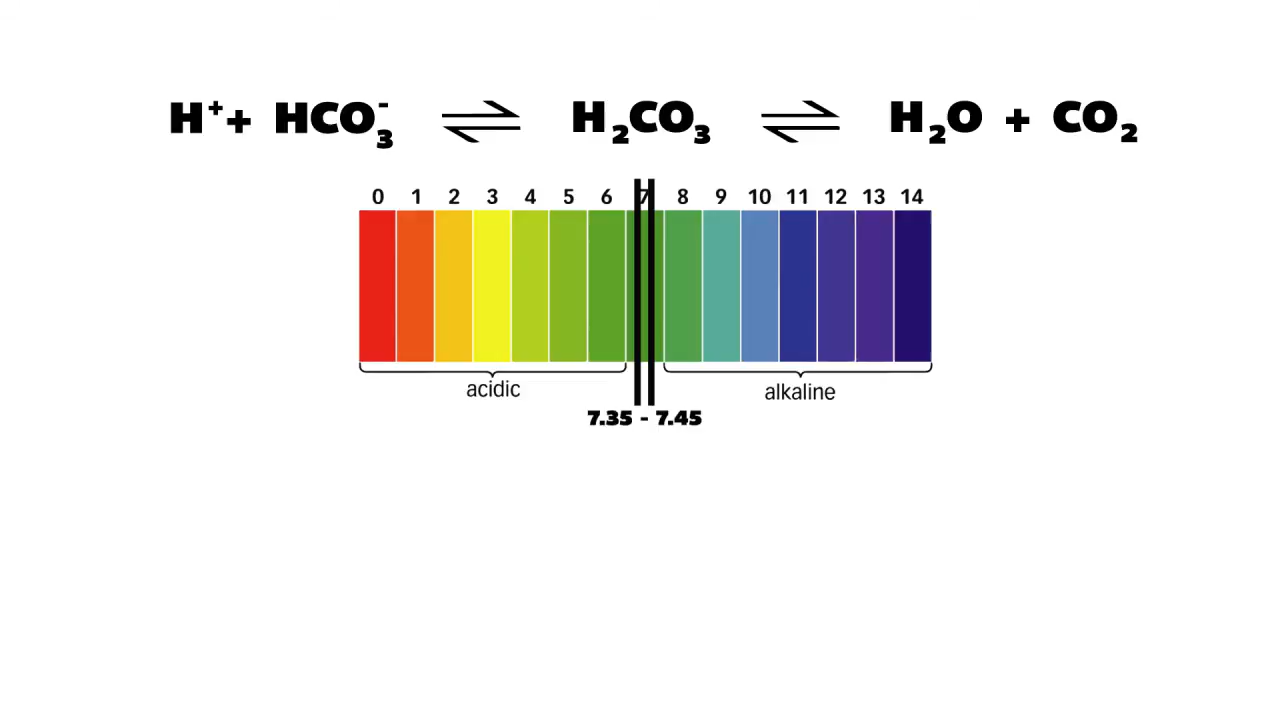 H⁺ + HCO₃⁻ ⇌ H₂CO₃ ⇌ H₂O + CO₂
0 1 2 3 4 5 6 7 8 9 10 11 12 13 14
acidic alkaline
7.35 - 7.45